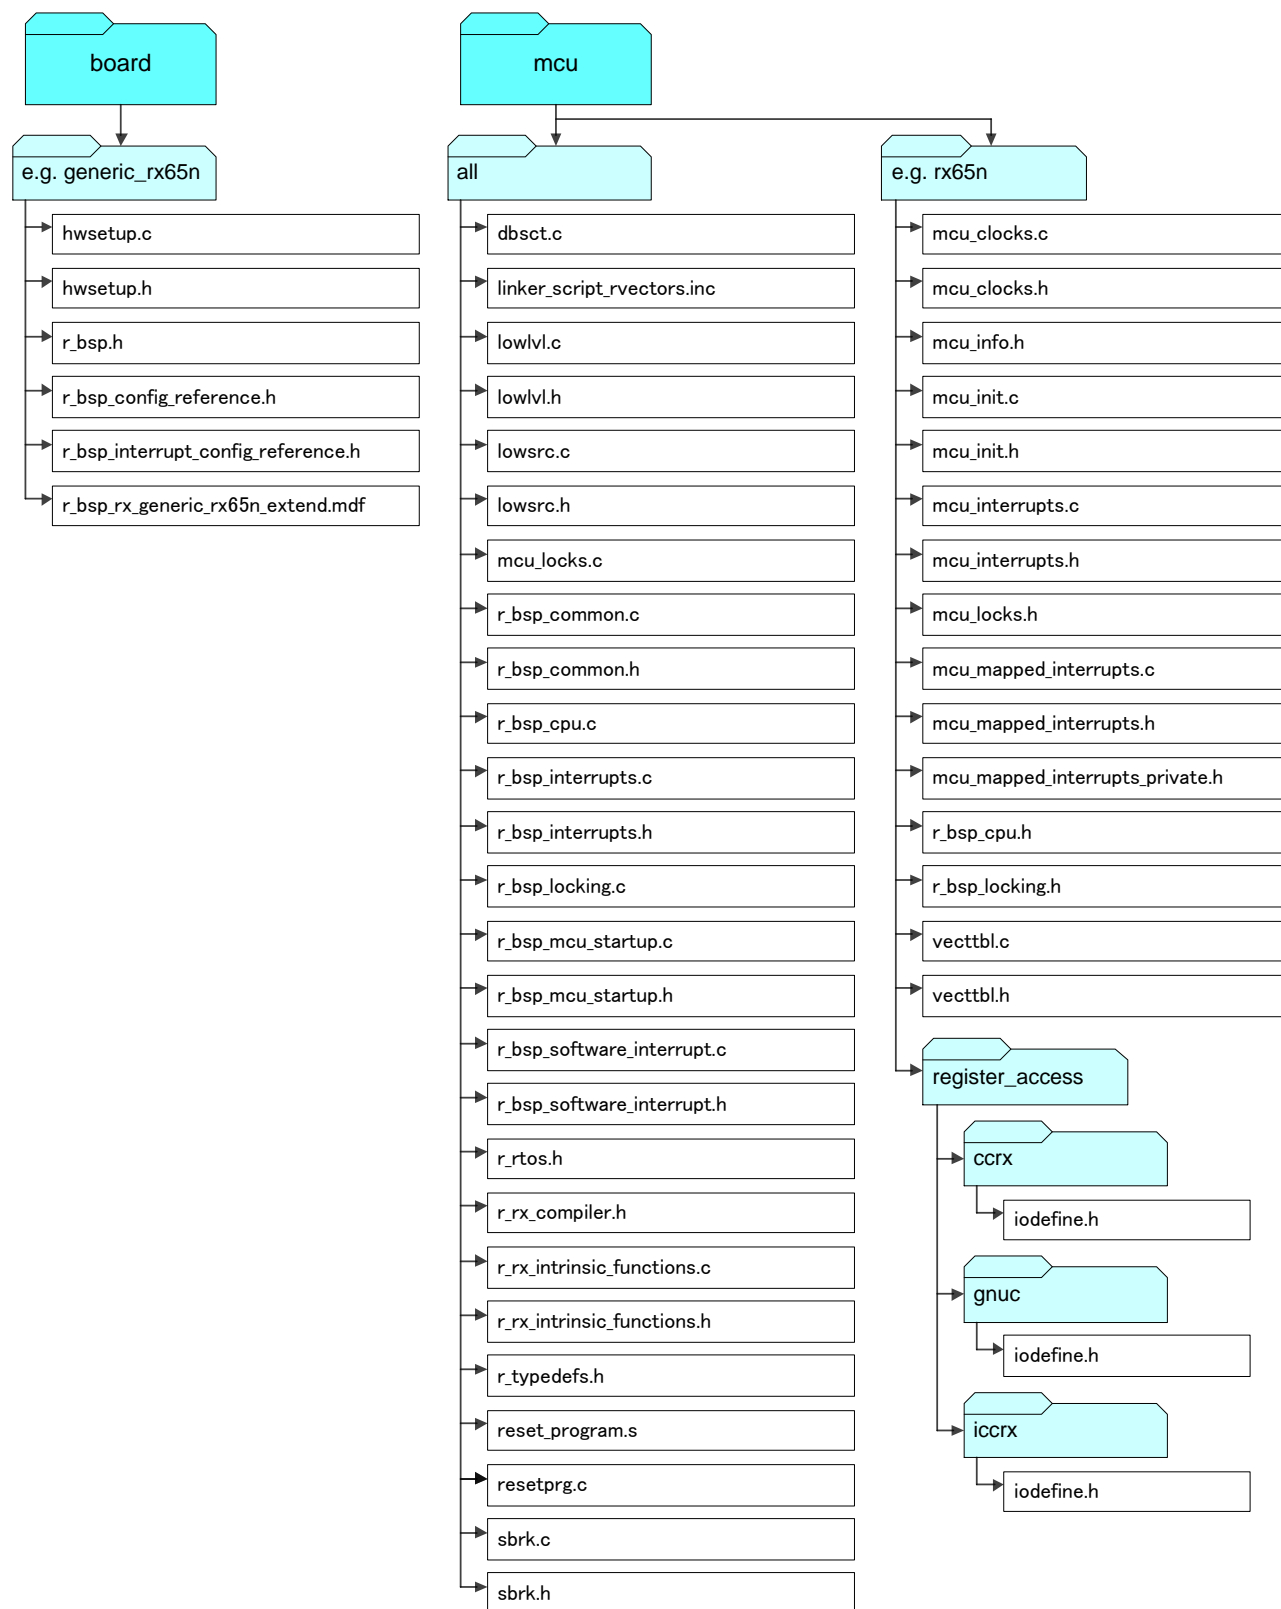 board
e.g. generic_rx65n
hwsetup.c
hwsetup.h
r_bsp.h
r_bsp_config_reference.h
r_bsp_interrupt_config_reference.h
r_bsp_rx_generic_rx65n_extend.mdf
mcu
all
dbsct.c
linker_script_rvectors.inc
lowlvl.c
lowlvl.h
lowsrc.c
lowsrc.h
mcu_locks.c
r_bsp_common.c
r_bsp_common.h
r_bsp_cpu.c
r_bsp_interrupts.c
r_bsp_interrupts.h
r_bsp_locking.c
r_bsp_mcu_startup.c
r_bsp_mcu_startup.h
r_bsp_software_interrupt.c
r_bsp_software_interrupt.h
r_rtos.h
r_rx_compiler.h
r_rx_intrinsic_functions.c
r_rx_intrinsic_functions.h
r_typedefs.h
reset_program.s
resetprg.c
sbrk.c
sbrk.h
e.g. rx65n
mcu_clocks.c
mcu_clocks.h
mcu_info.h
mcu_init.c
mcu_init.h
mcu_interrupts.c
mcu_interrupts.h
mcu_locks.h
mcu_mapped_interrupts.c
mcu_mapped_interrupts.h
mcu_mapped_interrupts_private.h
r_bsp_cpu.h
r_bsp_locking.h
vecttbl.c
vecttbl.h
register_access
ccrx
iodefine.h
gnuc
iodefine.h
iccrx
iodefine.h